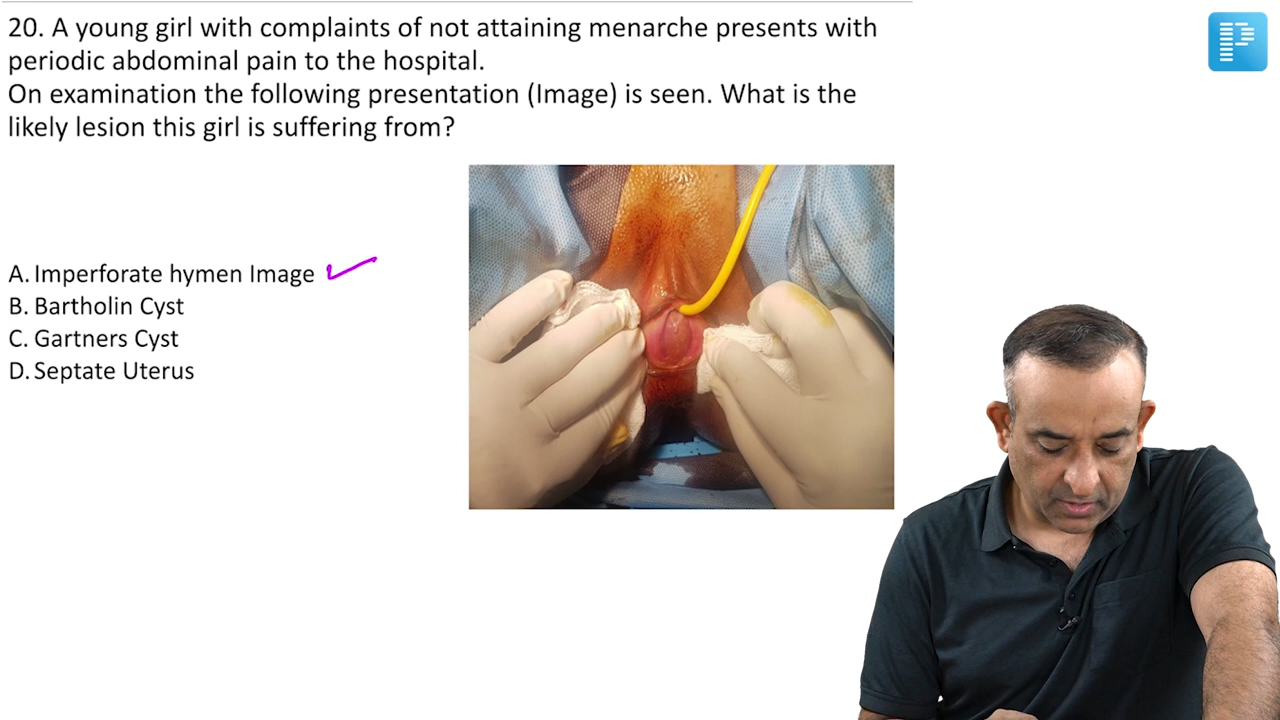 20. A young girl with complaints of not attaining menarche presents with
periodic abdominal pain to the hospital.
On examination the following presentation (Image) is seen. What is the
likely lesion this girl is suffering from?
A. Imperforate hymen Image
B. Bartholin Cyst
C. Gartners Cyst
D. Septate Uterus